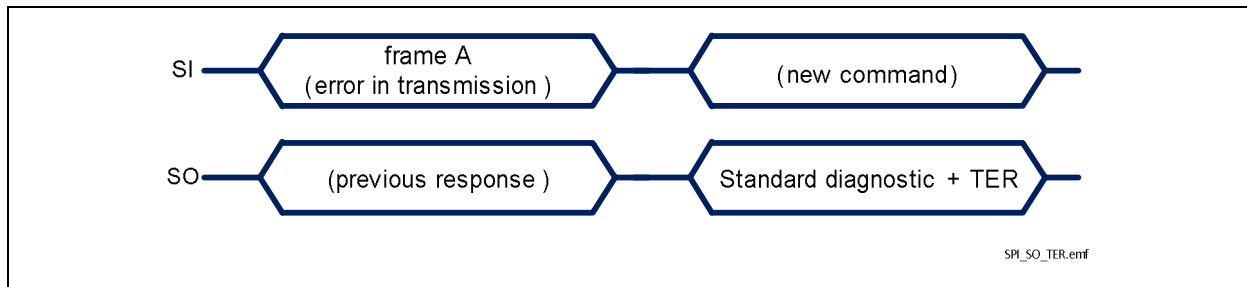 SI
frame A
(error in transmission )
(new command)
SO
(previous response )
Standard diagnostic + TER
SPI_SO_TER.emf